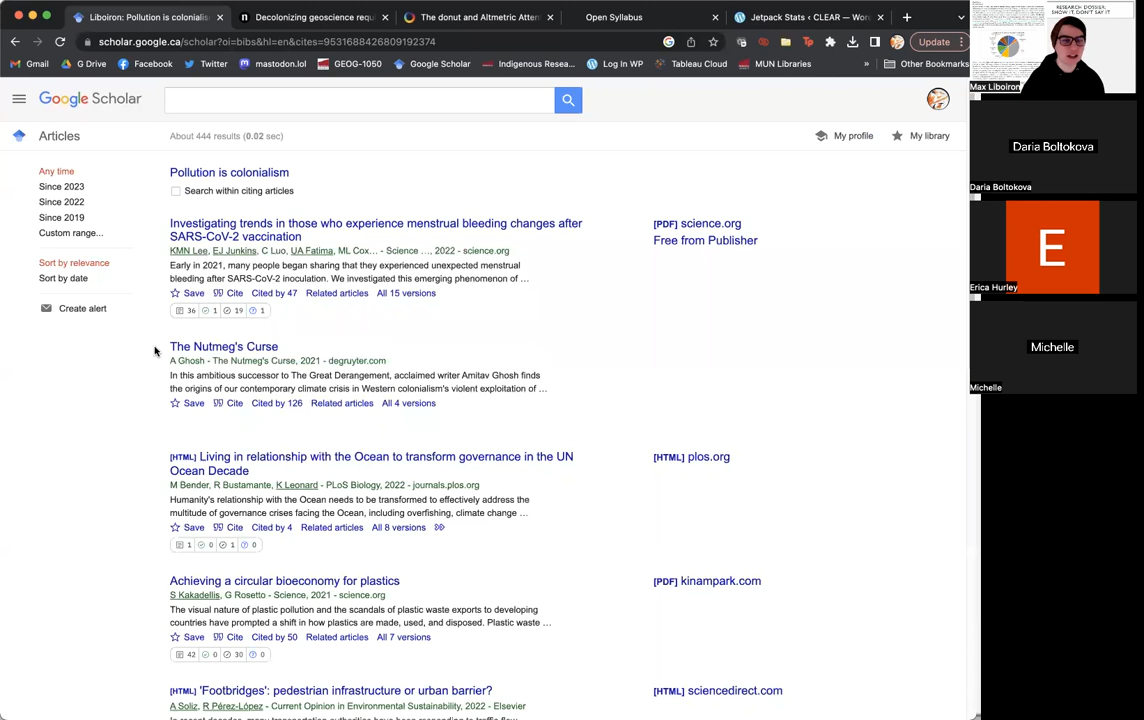 Liboiron: Pollution is colonialis
Decolonizing geoscience requ
The donut and Altmetric Atten
Open Syllabus
Jetpack Stats < CLEAR — Wor
scholar.google.ca/scholar?oi=bibs&hl=en&cites=9531688426809192374
Update
Gmail
G Drive
Facebook
Twitter
mastodon.lol
GEOG
Google Scholar
Indigenous Resea...
Log In WP
Tableau Cloud
MUN Libraries
»
Other Bookmarks
Google Scholar
Articles
About 444 results (0.02 sec)
My profile
My library
Any time
Since 2023
Since 2022
Since 2019
Custom range...
Sort by relevance
Sort by date
Create alert
Pollution is colonialism
Search within citing articles
Investigating trends in those who experience menstrual bleeding changes after
SARS-CoV-2 vaccination
KMN Lee, EJ Junkins, C Luo, UA Fatima, ML Cox... - Science …, 2022 - science.org
Early in 2021, many people began sharing that they experienced unexpected menstrual
bleeding after SARS-CoV-2 inoculation. We investigated this emerging phenomenon of …
Save Cite Cited by 47 Related articles All 15 versions
36 1 19 1
[PDF] science.org
Free from Publisher
The Nutmeg's Curse
A Ghosh - The Nutmeg's Curse, 2021 - degruyter.com
In this ambitious successor to The Great Derangement, acclaimed writer Amitav Ghosh finds
the origins of our contemporary climate crisis in Western colonialism's violent exploitation of …
Save Cite Cited by 126 Related articles All 4 versions
[HTML] Living in relationship with the Ocean to transform governance in the UN
Ocean Decade
M Bender, R Bustamante, K Leonard - PLoS Biology, 2022 - journals.plos.org
Humanity's relationship with the Ocean needs to be transformed to effectively address the
multitude of governance crises facing the Ocean, including overfishing, climate change …
Save Cite Cited by 4 Related articles All 8 versions
1 0 1 0
[HTML] plos.org
Achieving a circular bioeconomy for plastics
S Kakadellis, G Rosetto - Science, 2021 - science.org
The visual nature of plastic pollution and the scandals of plastic waste exports to developing
countries have prompted a shift in how plastics are made, used, and disposed. Plastic waste …
Save Cite Cited by 50 Related articles All 7 versions
42 0 30 0
[PDF] kinampark.com
[HTML] 'Footbridges': pedestrian infrastructure or urban barrier?
A Soliz, R Pérez-López - Current Opinion in Environmental Sustainability, 2022 - Elsevier
[HTML] sciencedirect.com
RESEARCH DOSSIER:
SHOW IT, DON'T SAY IT
Max Liboiron
Daria Boltokova
Daria Boltokova
E
Erica Hurley
Michelle
Michelle